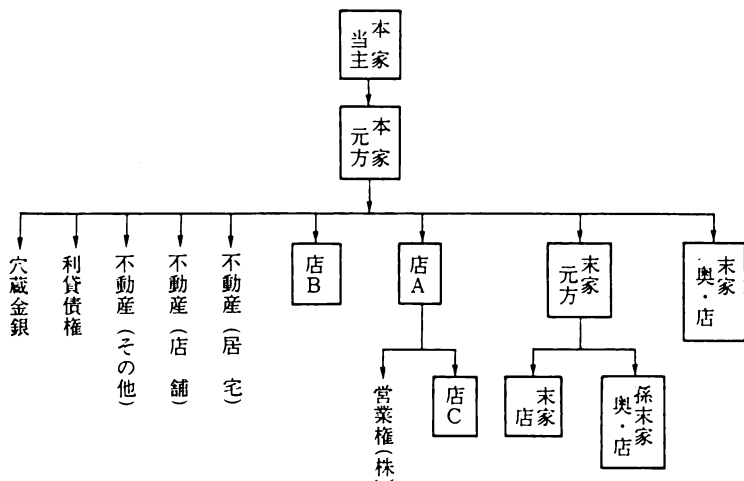 本家
当主
本家
元方
末家
奥・店
末家
元方
店A
店B
不動産(居宅)
不動産(店舗)
不動産(その他)
利貸債権
穴蔵金銀
係末家
奥・店
末家
店
店C
営業権(株